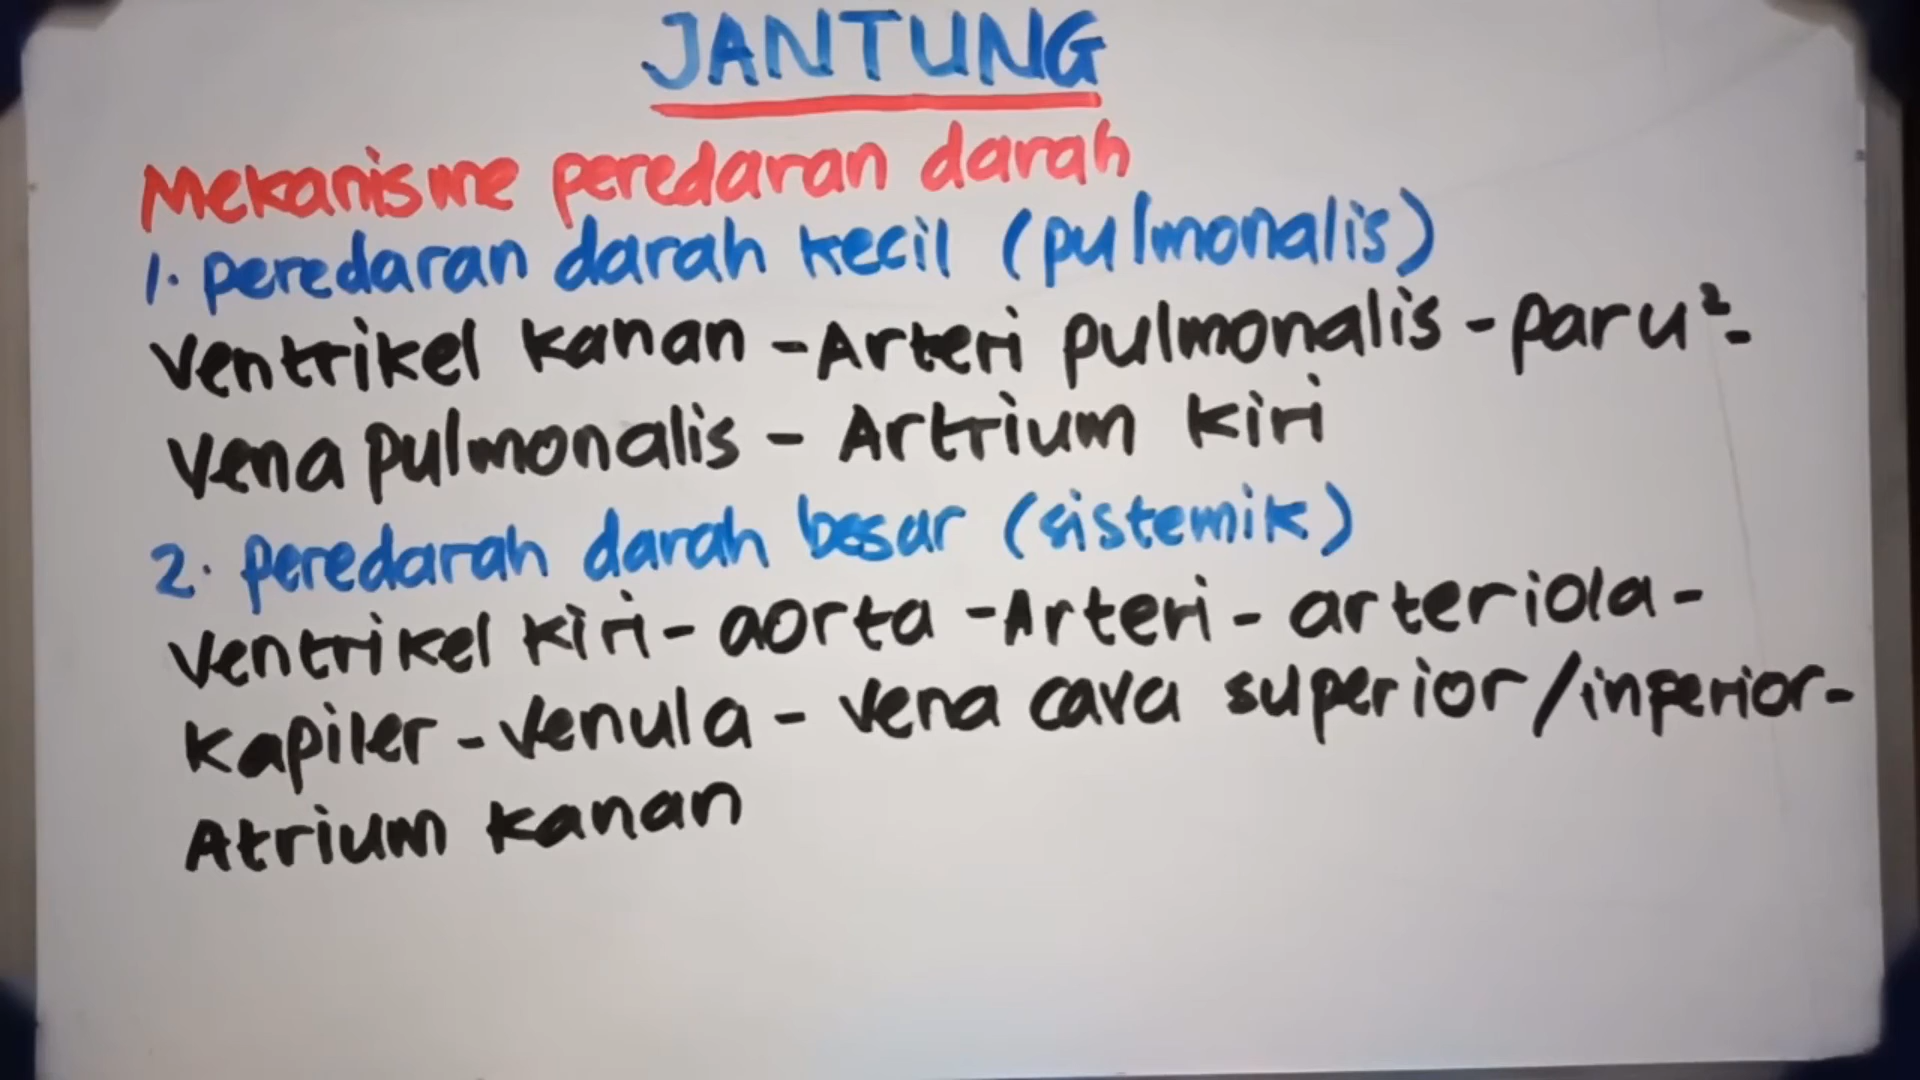 JANTUNG
Mekanisme peredaran darah
1. peredaran darah kecil (pulmonalis)
Ventrikel kanan - Arteri pulmonalis - paru² -
Vena pulmonalis - Artrium kiri
2. peredarah darah besar (sistemik)
Ventrikel kiri - aorta - Arteri - arteriola -
Kapiler - Venula - Vena cava superior/inferior -
Atrium kanan